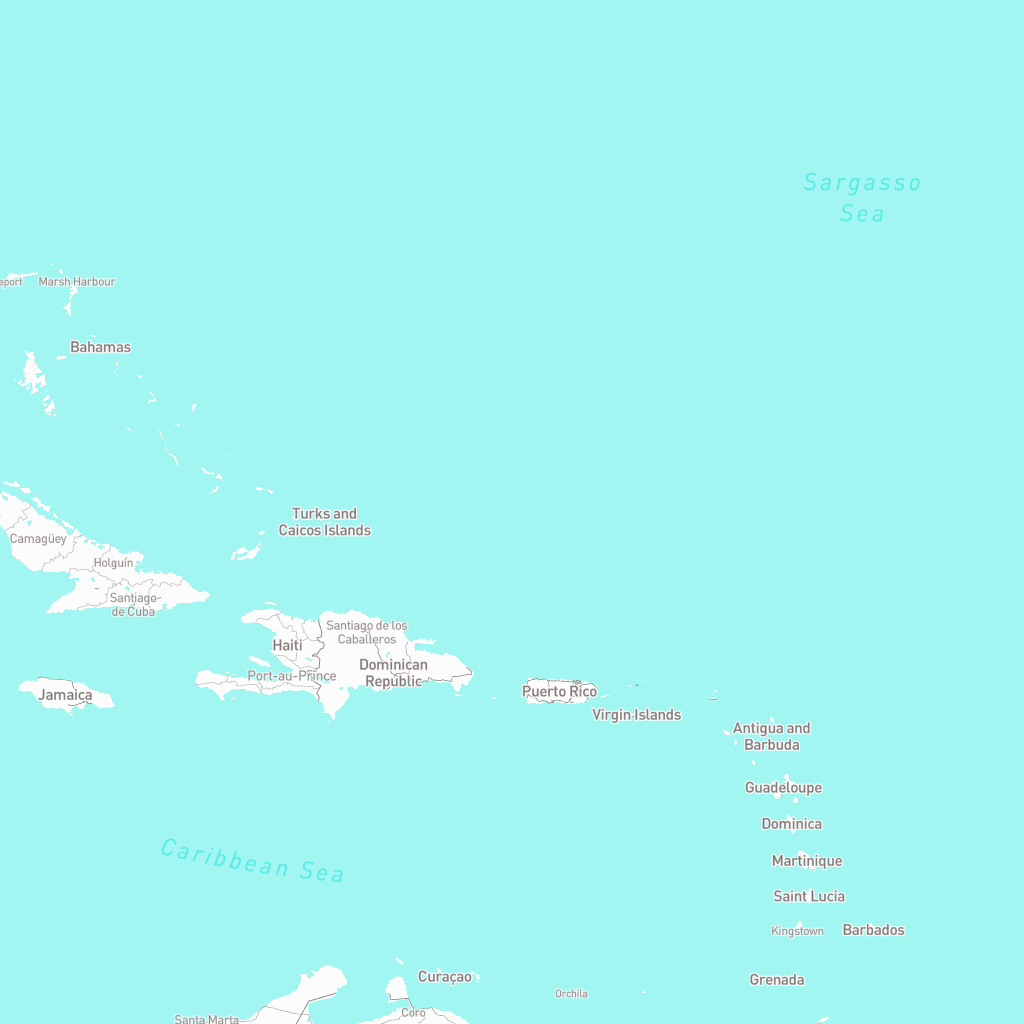 Sargasso
Sea
eport
Marsh Harbour
Bahamas
Turks and
Caicos Islands
Camagüey
Holguín
Santiago
de Cuba
Santiago de los
Caballeros
Haiti
Dominican
Republic
Port-au-Prince
Jamaica
Puerto Rico
Virgin Islands
Antigua and
Barbuda
Guadeloupe
Dominica
Caribbean Sea
Martinique
Saint Lucia
Kingstown
Barbados
Curaçao
Grenada
Orchila
Coro
Santa Marta